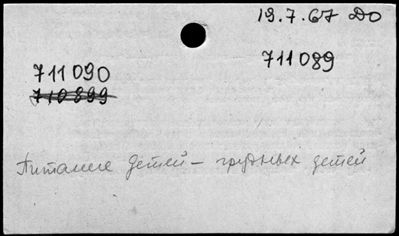 19.7.67 DO
711089
711090
710899
Питание детей – грудных детей